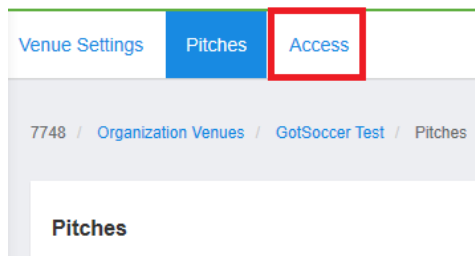 Venue Settings Pitches Access
7748 / Organization Venues / GotSoccer Test / Pitches
Pitches